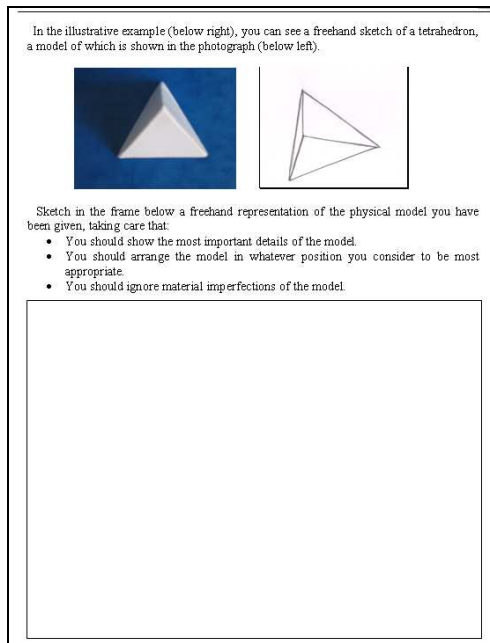 In the illustrative example (below right), you can see a freehand sketch of a tetrahedron,
a model of which is shown in the photograph (below left).
Sketch in the frame below a freehand representation of the physical model you have
been given, taking care that:
• You should show the most important details of the model.
• You should arrange the model in whatever position you consider to be most
appropriate.
• You should ignore material imperfections of the model.